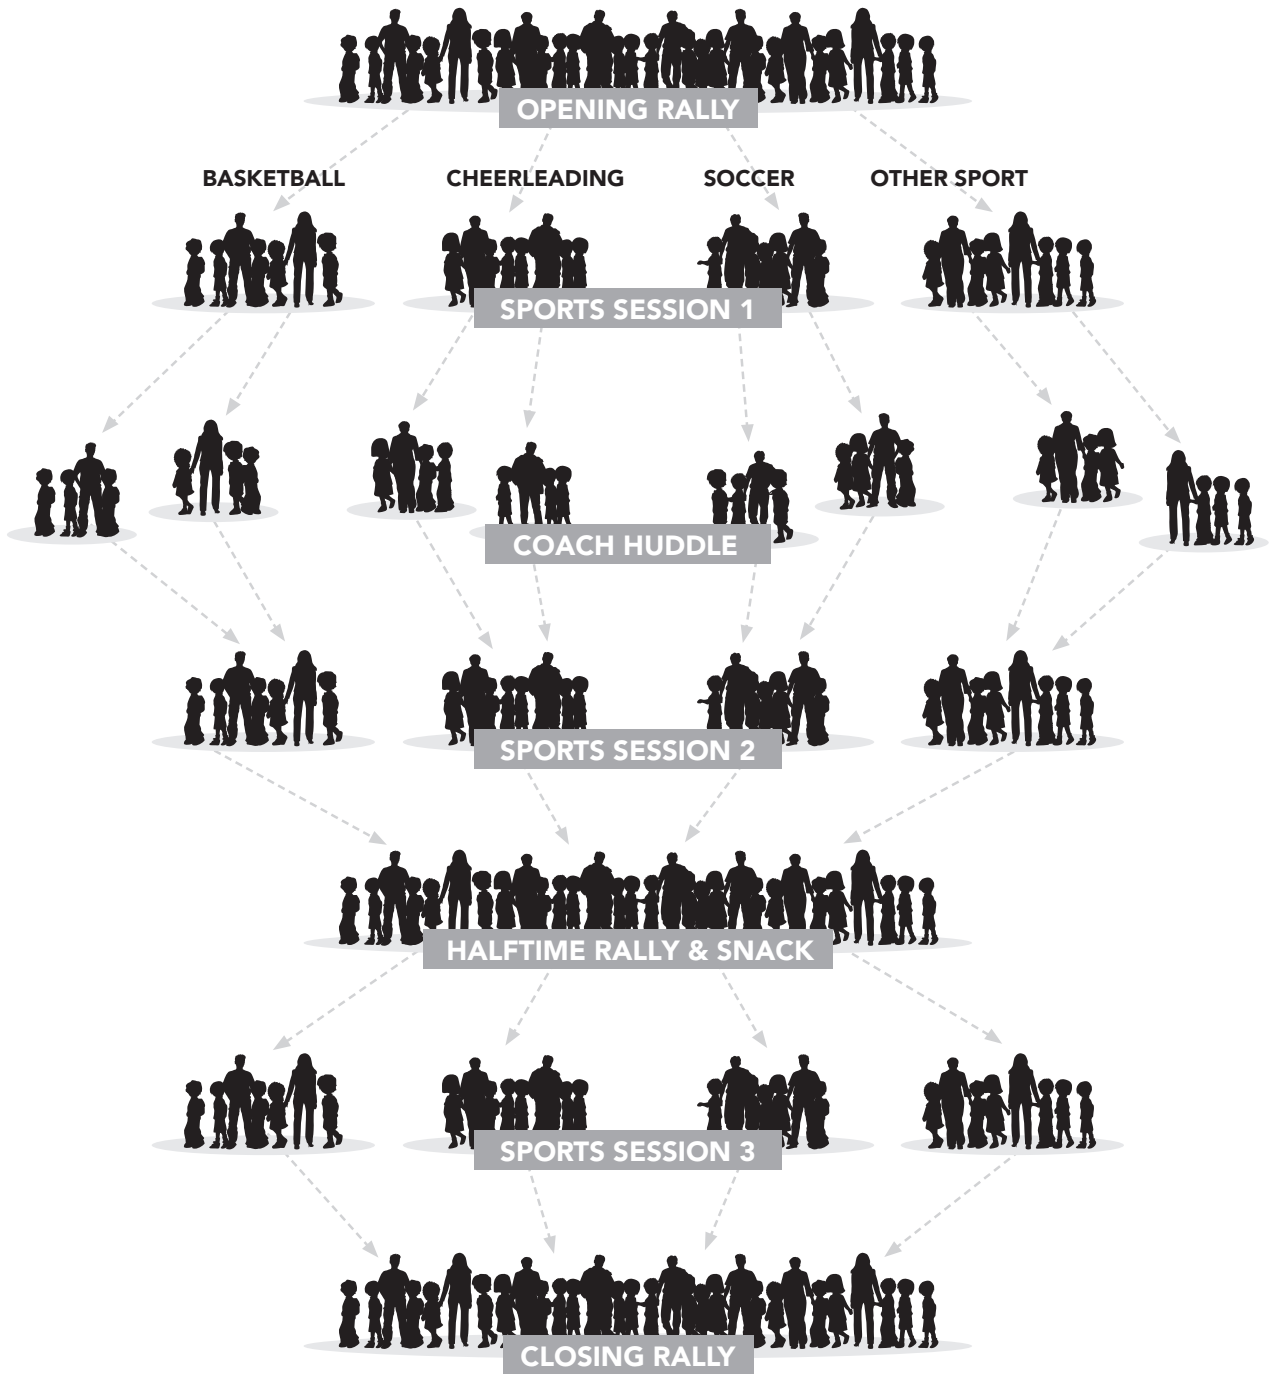 OPENING RALLY
BASKETBALL CHEERLEADING SOCCER OTHER SPORT
SPORTS SESSION 1
COACH HUDDLE
SPORTS SESSION 2
HALFTIME RALLY & SNACK
SPORTS SESSION 3
CLOSING RALLY